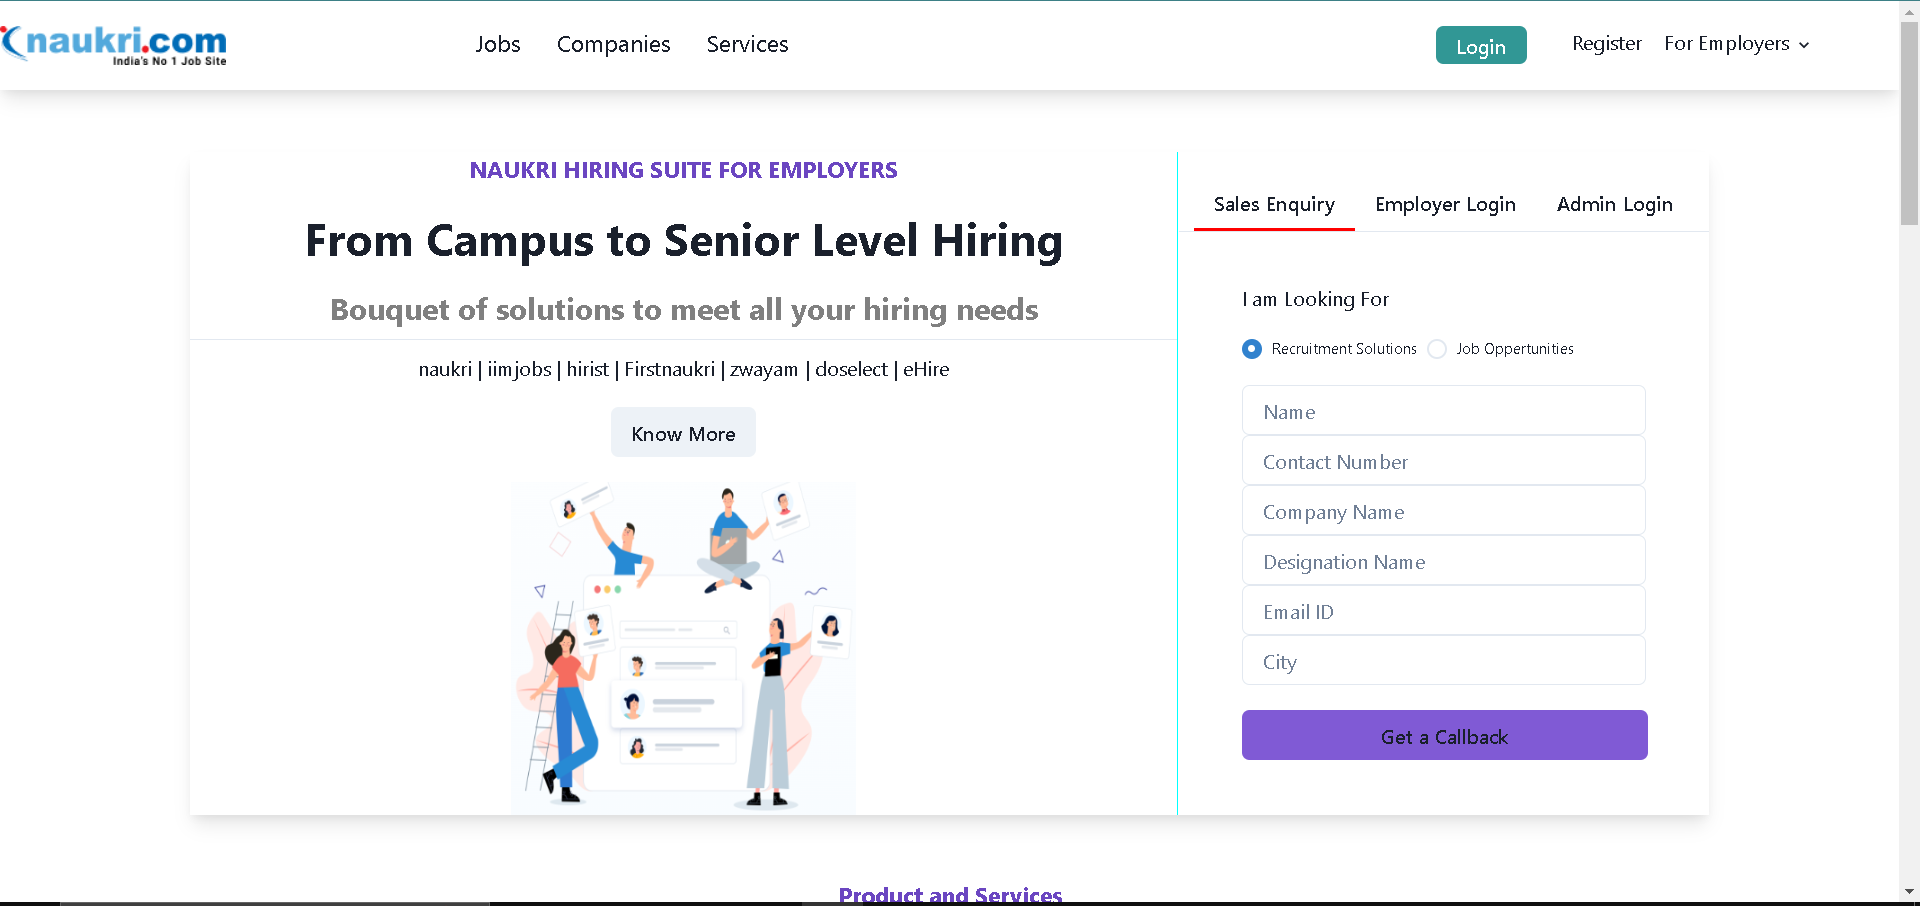 naukri.com
India's No 1 Job Site
Jobs Companies Services
Login Register For Employers
NAUKRI HIRING SUITE FOR EMPLOYERS
From Campus to Senior Level Hiring
Bouquet of solutions to meet all your hiring needs
naukri | iimjobs | hirist | Firstnaukri | zwayam | doselect | eHire
Know More
Sales Enquiry Employer Login Admin Login
I am Looking For
Recruitment Solutions Job Oppertunities
Name
Contact Number
Company Name
Designation Name
Email ID
City
Get a Callback
Product and Services